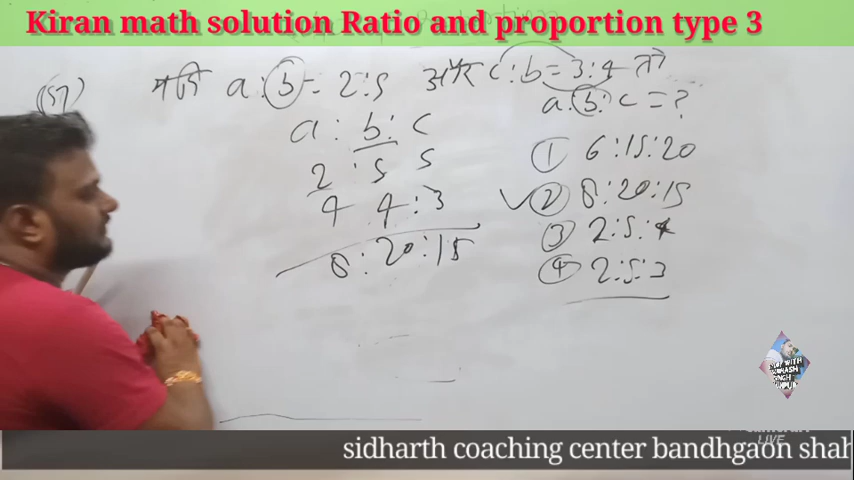 Kiran math solution Ratio and proportion type 3
(57) यदि a:b = 2:5 और c:b = 3:4 तो
a:b:c = ?
a : b : c
2 : 5 5
4 4 : 3
8 : 20 : 15
① 6:15:20
✓② 8:20:15
③ 2:5:4
④ 2:5:3
LIVE
sidharth coaching center bandhgaon shah